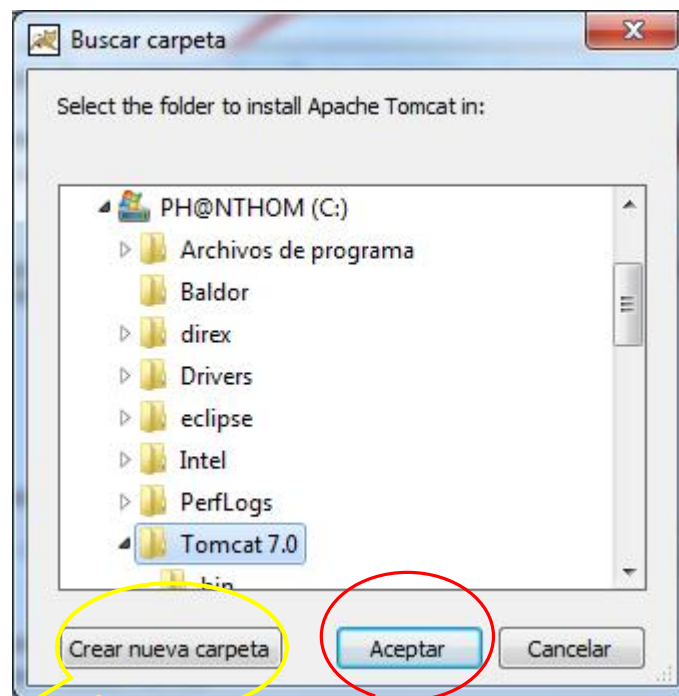 Buscar carpeta
Select the folder to install Apache Tomcat in:
PH@NTHOM (C:)
Archivos de programa
Baldor
direx
Drivers
eclipse
Intel
PerfLogs
Tomcat 7.0
bin
Crear nueva carpeta Aceptar Cancelar